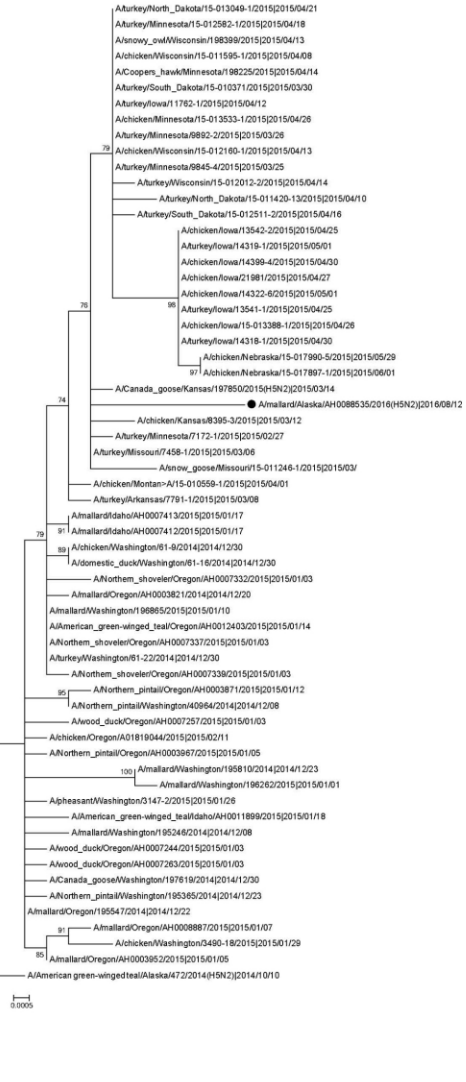 A/turkey/North_Dakota/15-013049-1/2015|2015/04/21
A/turkey/Minnesota/15-012582-1/2015|2015/04/18
A/snowy_owl/Wisconsin/198399/2015|2015/04/13
A/chicken/Wisconsin/15-011595-1/2015|2015/04/08
A/Coopers_hawk/Minnesota/198225/2015|2015/04/14
A/turkey/South_Dakota/15-010371/2015|2015/03/30
A/turkey/Iowa/11762-1/2015|2015/04/12
A/chicken/Minnesota/15-013533-1/2015|2015/04/26
A/turkey/Minnesota/9892-2/2015|2015/03/26
79
A/chicken/Wisconsin/15-012160-1/2015|2015/04/13
A/turkey/Minnesota/9845-4/2015|2015/03/25
A/turkey/Wisconsin/15-012012-2/2015|2015/04/14
A/turkey/North_Dakota/15-011420-13/2015|2015/04/10
A/turkey/South_Dakota/15-012511-2/2015|2015/04/16
A/chicken/Iowa/13542-2/2015|2015/04/25
A/turkey/Iowa/14319-1/2015|2015/05/01
A/chicken/Iowa/14399-4/2015|2015/04/30
A/chicken/Iowa/21981/2015|2015/04/27
A/chicken/Iowa/14322-6/2015|2015/05/01
98
A/turkey/Iowa/13541-1/2015|2015/04/25
76
A/chicken/Iowa/15-013388-1/2015|2015/04/26
A/turkey/Iowa/14318-1/2015|2015/04/30
A/chicken/Nebraska/15-017990-5/2015|2015/05/29
97
A/chicken/Nebraska/15-017897-1/2015|2015/06/01
A/Canada_goose/Kansas/197850/2015(H5N2)|2015/03/14
74
A/mallard/Alaska/AH0088535/2016(H5N2)|2016/08/12
A/chicken/Kansas/8395-3/2015|2015/03/12
A/turkey/Minnesota/7172-1/2015|2015/02/27
A/turkey/Missouri/7458-1/2015|2015/03/06
A/snow_goose/Missouri/15-011246-1/2015|2015/03/
A/chicken/Montan>A/15-010559-1/2015|2015/04/01
A/turkey/Arkansas/7791-1/2015|2015/03/08
A/mallard/Idaho/AH0007413/2015|2015/01/17
91
A/mallard/Idaho/AH0007412/2015|2015/01/17
79
A/chicken/Washington/61-9/2014|2014/12/30
89
A/domestic_duck/Washington/61-16/2014|2014/12/30
A/Northern_shoveler/Oregon/AH0007332/2015|2015/01/03
A/mallard/Oregon/AH0003821/2014|2014/12/20
A/mallard/Washington/196865/2015|2015/01/10
A/American_green-winged_teal/Oregon/AH0012403/2015|2015/01/14
A/Northern_shoveler/Oregon/AH0007337/2015|2015/01/03
A/turkey/Washington/61-22/2014|2014/12/30
A/Northern_shoveler/Oregon/AH0007339/2015|2015/01/03
95
A/Northern_pintail/Oregon/AH0003871/2015|2015/01/12
A/Northern_pintail/Washington/40964/2014|2014/12/08
A/wood_duck/Oregon/AH0007257/2015|2015/01/03
A/chicken/Oregon/A01819044/2015|2015/02/11
A/Northern_pintail/Oregon/AH0003967/2015|2015/01/05
100
A/mallard/Washington/195810/2014|2014/12/23
A/mallard/Washington/196262/2015|2015/01/01
A/pheasant/Washington/3147-2/2015|2015/01/26
A/American_green-winged_teal/Idaho/AH0011899/2015|2015/01/18
A/mallard/Washington/195246/2014|2014/12/08
A/wood_duck/Oregon/AH0007244/2015|2015/01/03
A/wood_duck/Oregon/AH0007263/2015|2015/01/03
A/Canada_goose/Washington/197619/2014|2014/12/30
A/Northern_pintail/Washington/195365/2014|2014/12/23
A/mallard/Oregon/195547/2014|2014/12/22
A/mallard/Oregon/AH0008887/2015|2015/01/07
91
A/chicken/Washington/3490-18/2015|2015/01/29
85
A/mallard/Oregon/AH0003952/2015|2015/01/05
A/American green-wingedteal/Alaska/472/2014(H5N2)|2014/10/10
0.0005